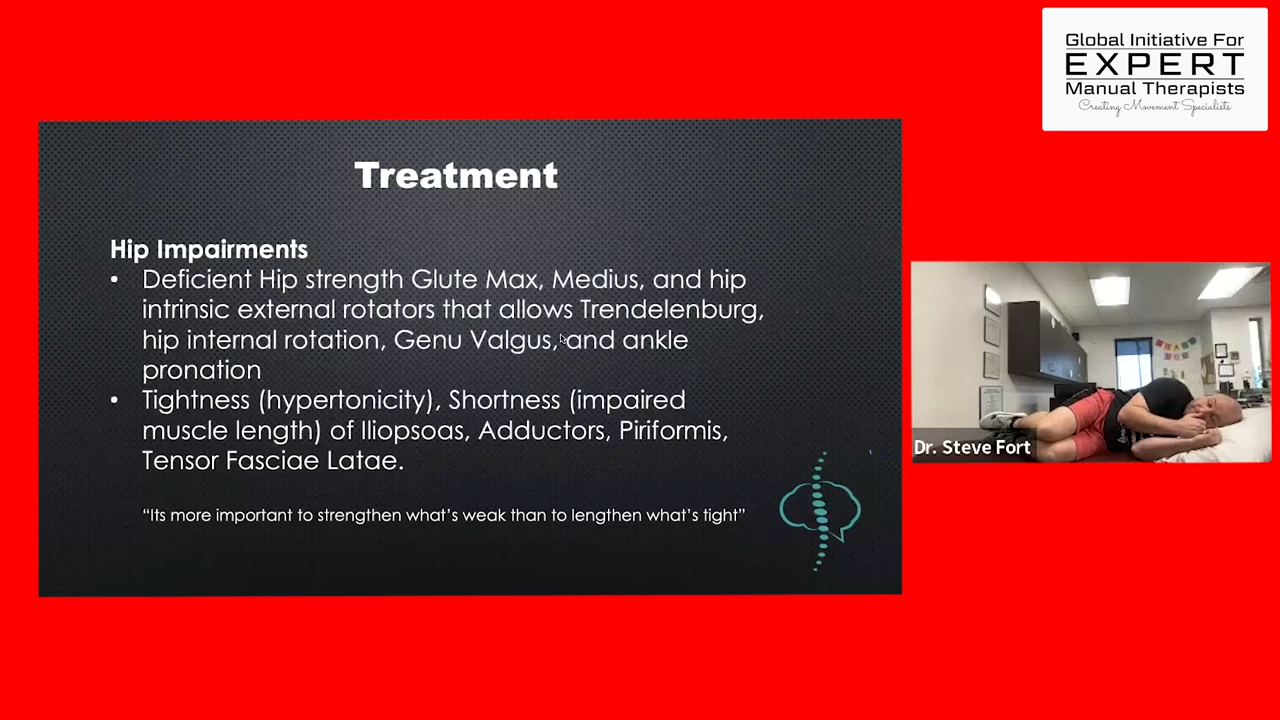 Global Initiative For
EXPERT
Manual Therapists
Creating Movement Specialists
Treatment
Hip Impairments
• Deficient Hip strength Glute Max, Medius, and hip
intrinsic external rotators that allows Trendelenburg,
hip internal rotation, Genu Valgus, and ankle
pronation
• Tightness (hypertonicity), Shortness (impaired
muscle length) of Iliopsoas, Adductors, Piriformis,
Tensor Fasciae Latae.
“Its more important to strengthen what’s weak than to lengthen what’s tight”
Dr. Steve Fort